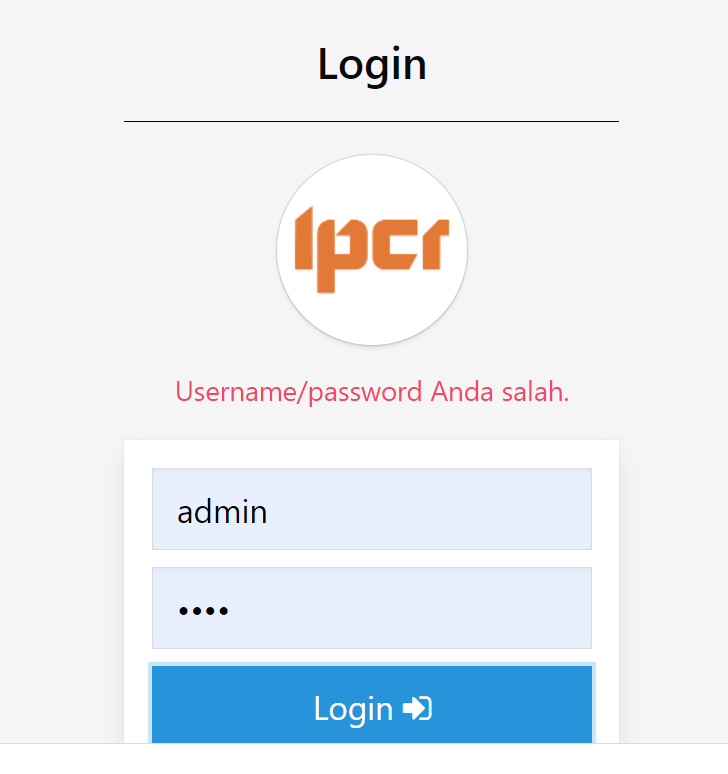 Login
lpcr
Username/password Anda salah.
admin
••••
Login